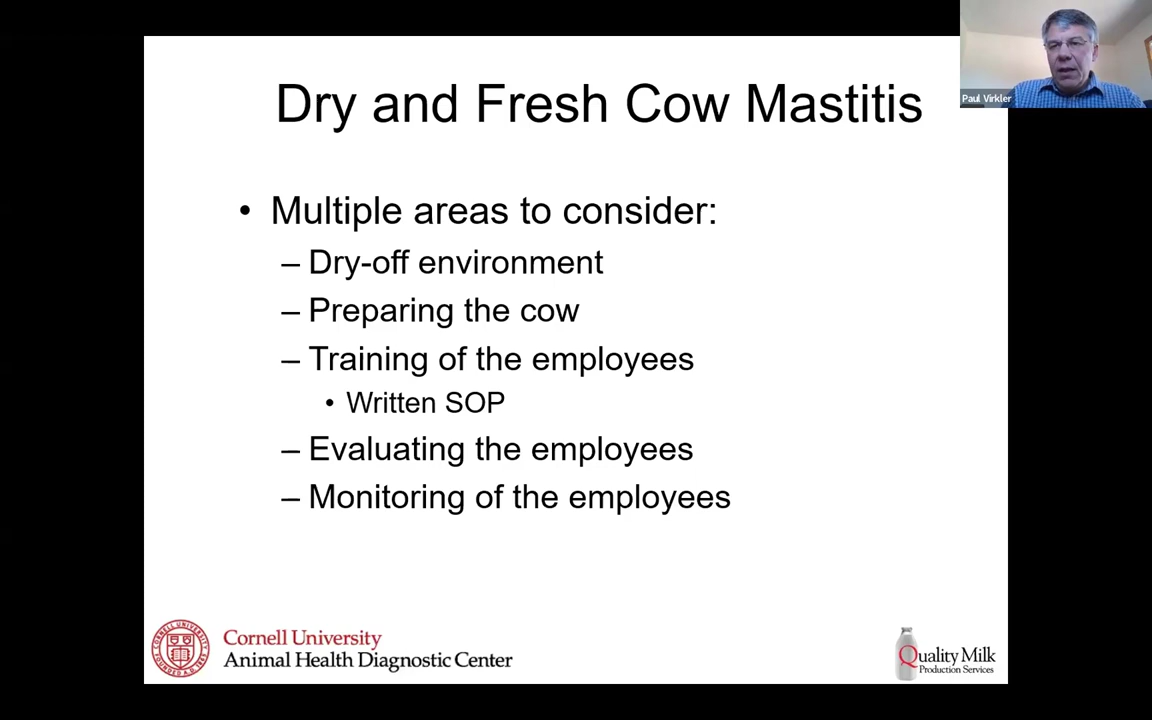 Dry and Fresh Cow Mastitis
Paul Virkler
• Multiple areas to consider:
– Dry-off environment
– Preparing the cow
– Training of the employees
• Written SOP
– Evaluating the employees
– Monitoring of the employees
Cornell University
Animal Health Diagnostic Center
Quality Milk
Production Services